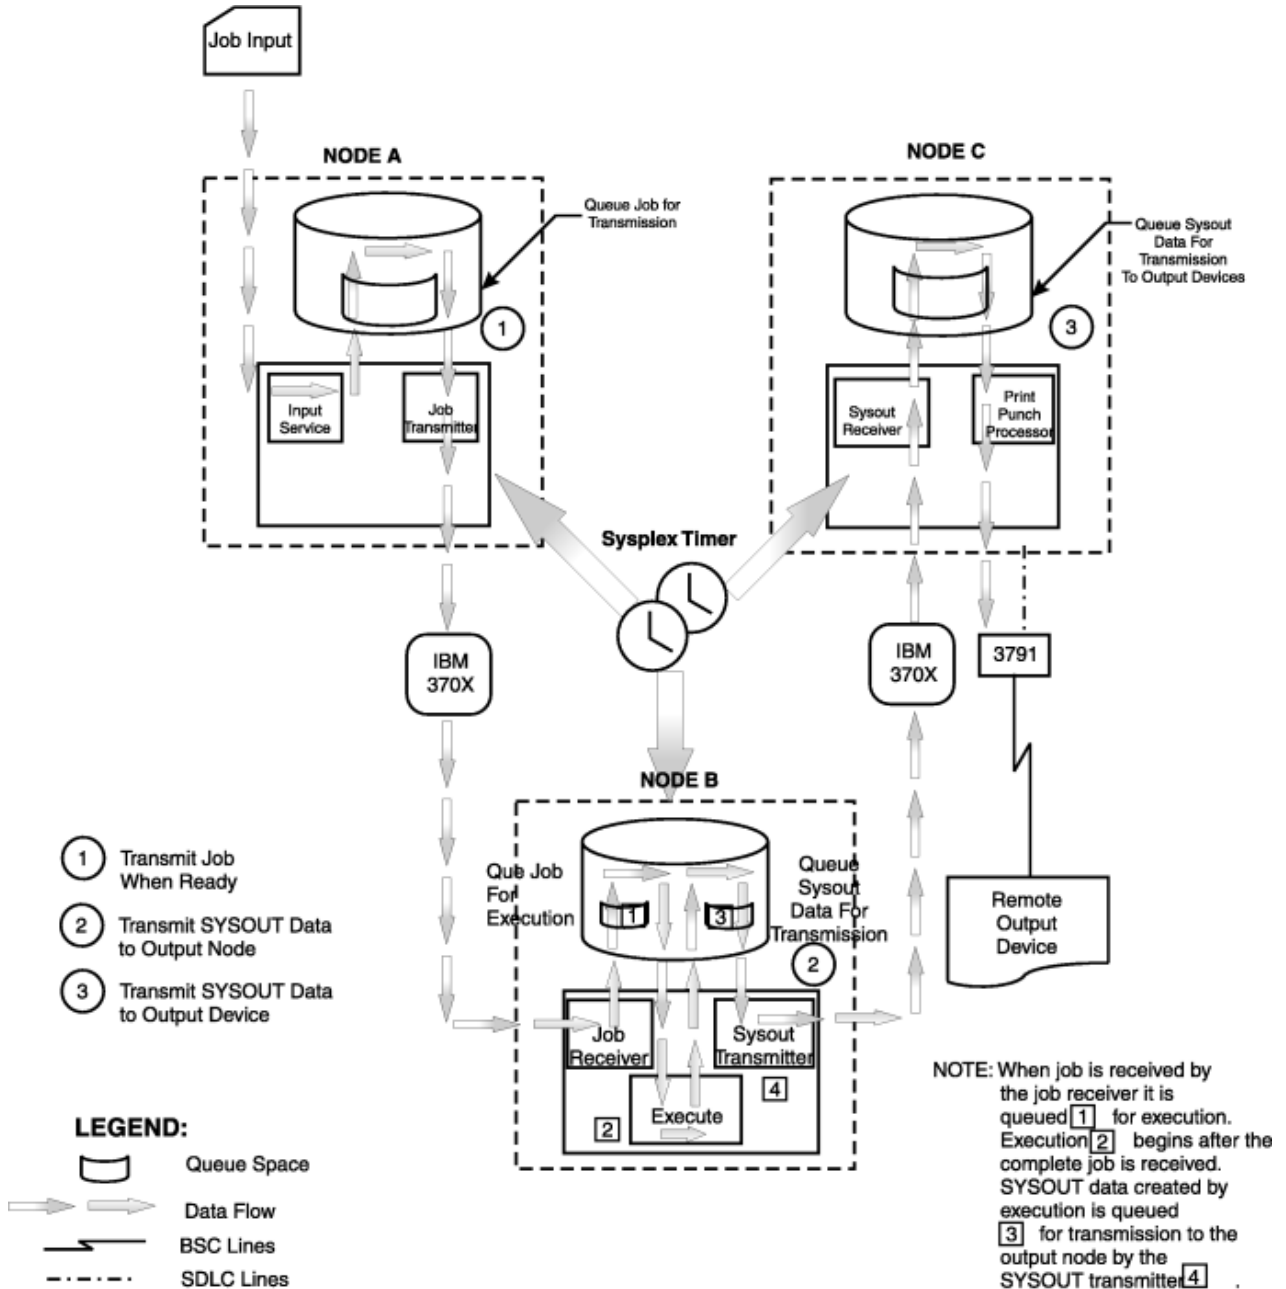 Job Input
NODE A
Queue Job for
Transmission
1
Input
Service
Job
Transmitter
NODE C
Queue Sysout
Data For
Transmission
To Output Devices
3
Sysout
Receiver
Print
Punch
Processor
Sysplex Timer
IBM
370X
IBM
370X
3791
NODE B
Que Job
For
Execution
1
3
Queue
Sysout
Data For
Transmission
2
Job
Receiver
Sysout
Transmitter
4
2
Execute
Remote
Output
Device
1 Transmit Job
When Ready
2 Transmit SYSOUT Data
to Output Node
3 Transmit SYSOUT Data
to Output Device
LEGEND:
Queue Space
Data Flow
BSC Lines
SDLC Lines
NOTE: When job is received by
the job receiver it is
queued 1 for execution.
Execution 2 begins after the
complete job is received.
SYSOUT data created by
execution is queued
3 for transmission to the
output node by the
SYSOUT transmitter 4 .